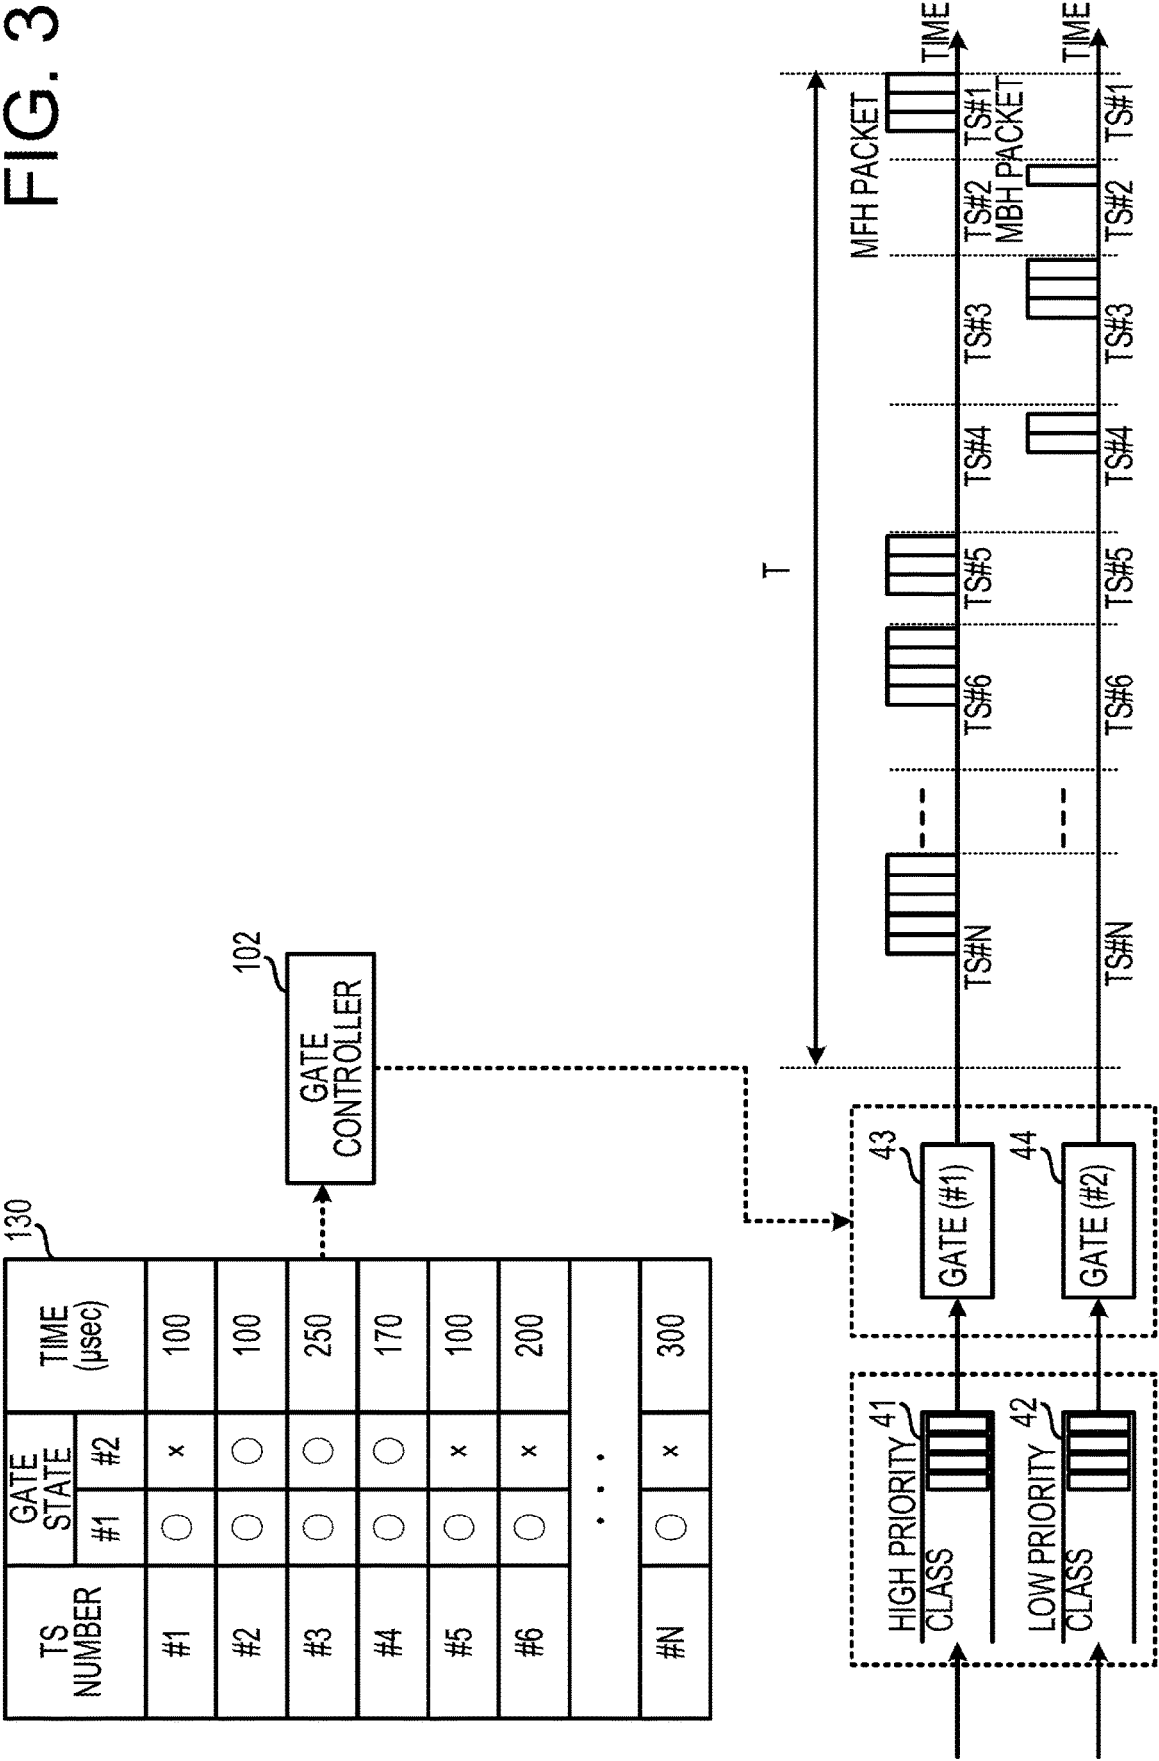 FIG. 3
130
TS NUMBER
GATE STATE
TIME (µsec)
#1 #2
#1 ○ x 100
#2 ○ ○ 100
#3 ○ ○ 250
#4 ○ ○ 170
#5 ○ x 100
#6 ○ x 200
. . .
#N ○ x 300
102
GATE
CONTROLLER
T
HIGH PRIORITY
CLASS
41
43
GATE (#1)
MFH PACKET
TS#N TS#6 TS#5 TS#4 TS#3 TS#2 TS#1
TIME
LOW PRIORITY
CLASS
42
44
GATE (#2)
MBH PACKET
TS#N TS#6 TS#5 TS#4 TS#3 TS#2 TS#1
TIME